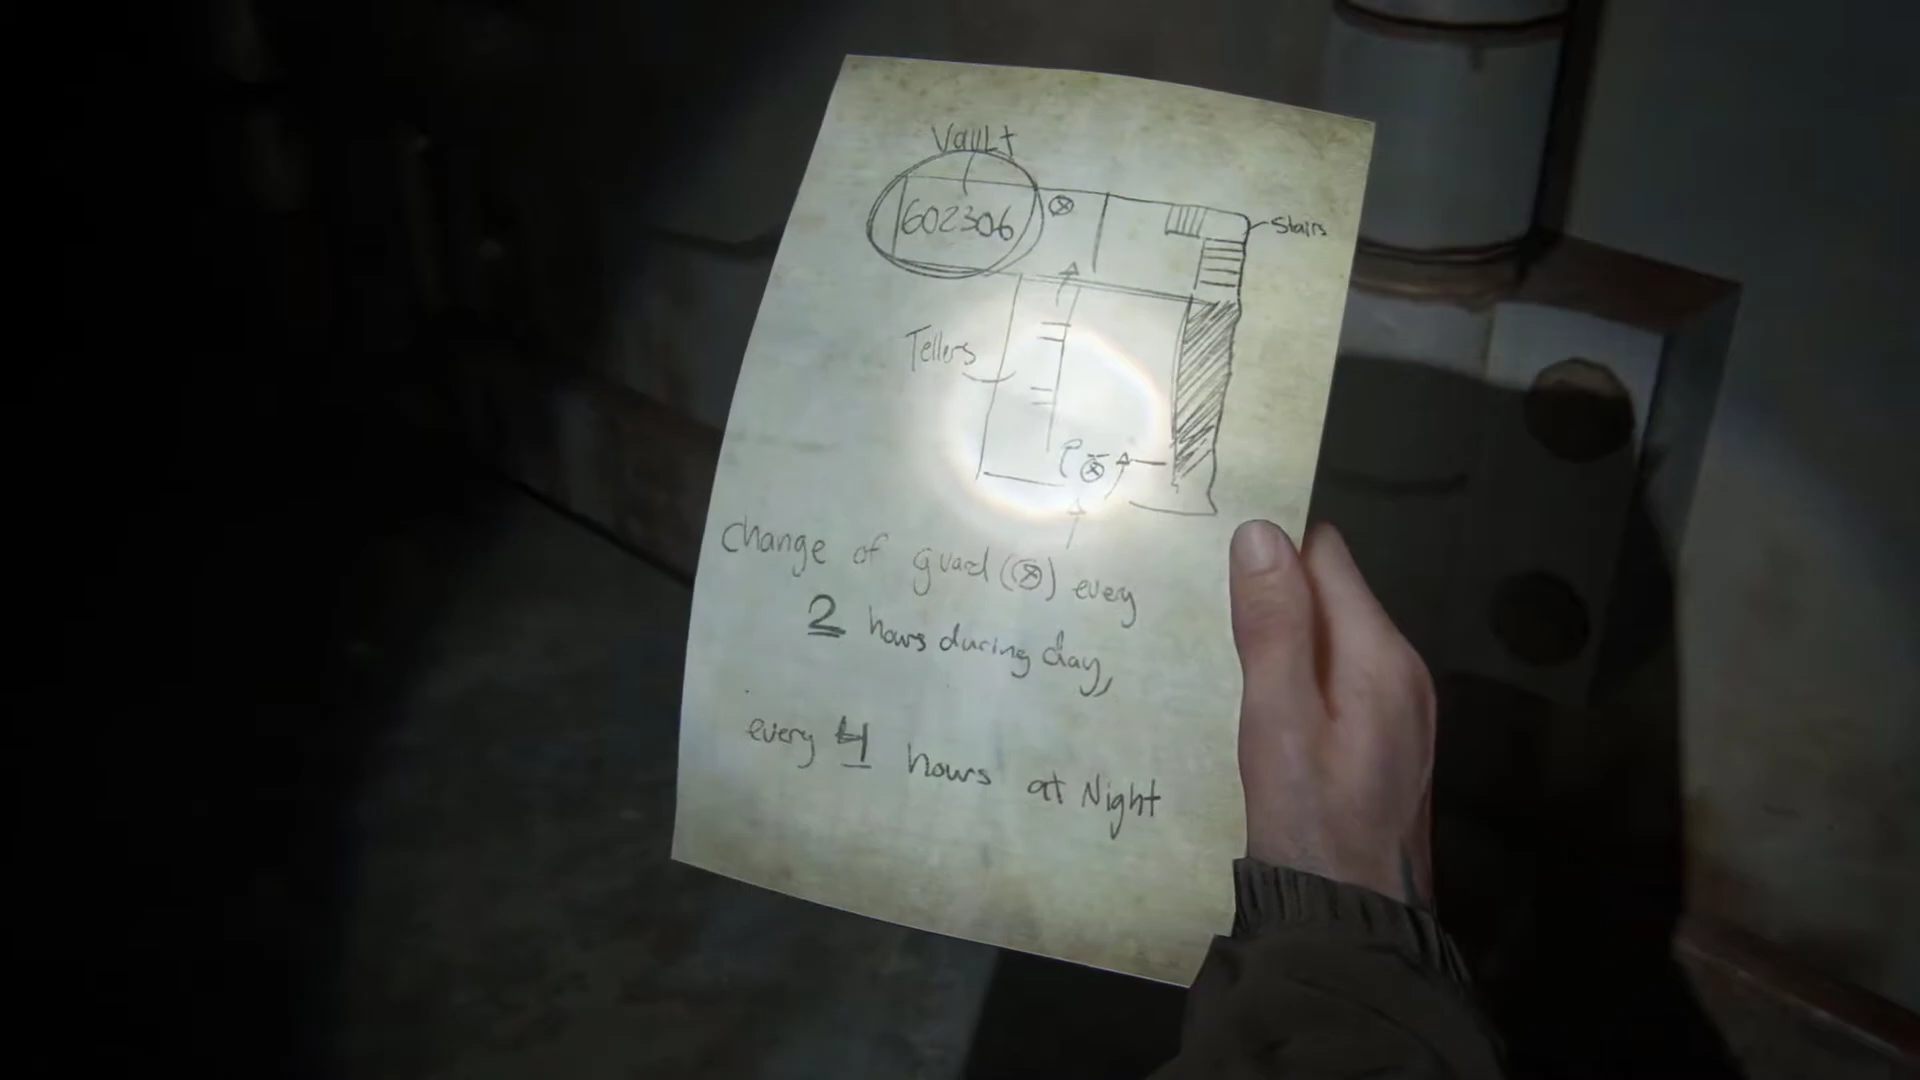 Vault
602306
Stairs
Tellers
change of guard (ⓧ) every
2 hours during day,
every 4 hours at Night